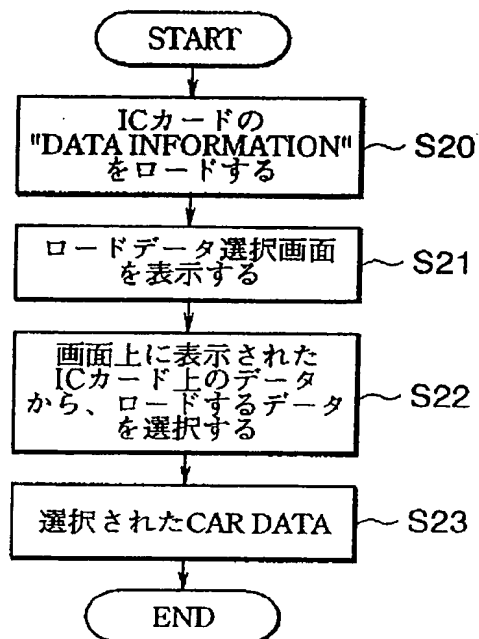 START
ICカードの
"DATA INFORMATION"
をロードする
S20
ロードデータ選択画面
を表示する
S21
画面上に表示された
ICカード上のデータ
から、ロードするデータ
を選択する
S22
選択されたCAR DATA
S23
END